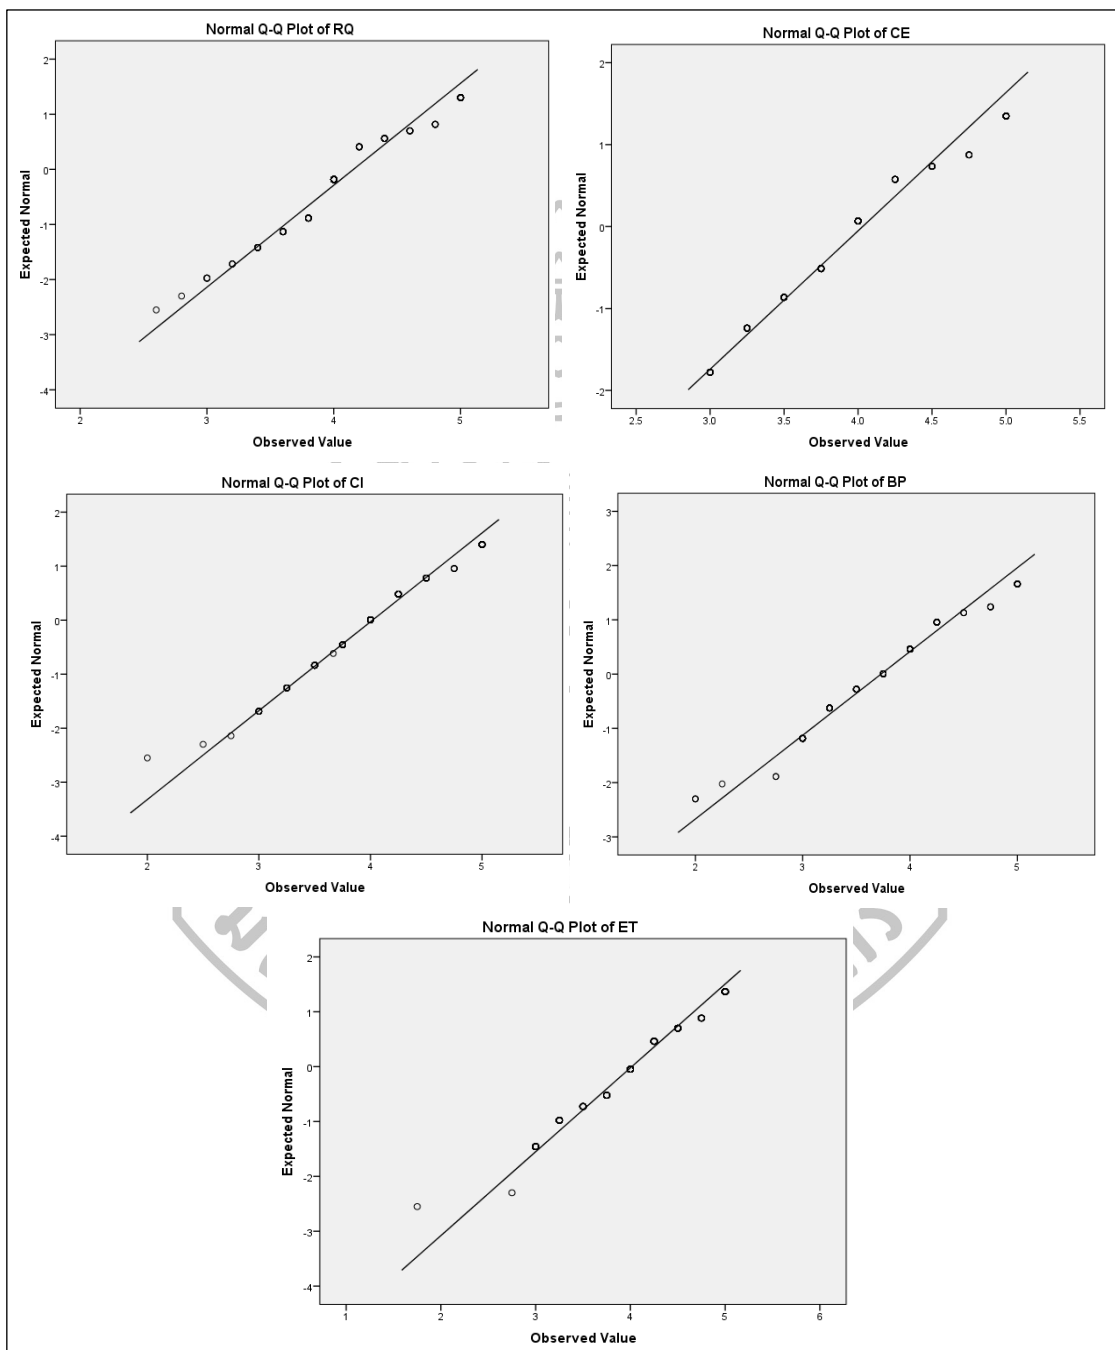 Normal Q-Q Plot of RQ
2
1
0
-1
-2
-3
-4
Expected Normal
2 3 4 5
Observed Value
Normal Q-Q Plot of CE
2
1
0
-1
-2
Expected Normal
2.5 3.0 3.5 4.0 4.5 5.0 5.5
Observed Value
Normal Q-Q Plot of CI
2
1
0
-1
-2
-3
-4
Expected Normal
2 3 4 5
Observed Value
Normal Q-Q Plot of BP
3
2
1
0
-1
-2
-3
Expected Normal
2 3 4 5
Observed Value
Normal Q-Q Plot of ET
2
1
0
-1
-2
-3
-4
Expected Normal
1 2 3 4 5 6
Observed Value